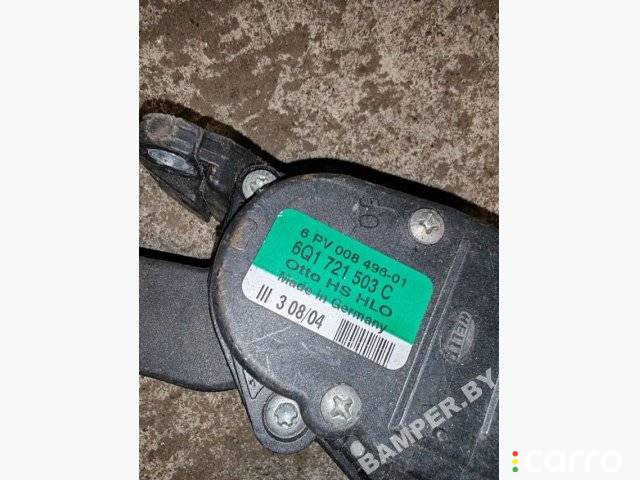 6 PV 008 496-01
6Q1 721 503 C
Otto HS HLO
Made in Germany
III 3 08/04
Hella
BAMPER.BY
carro